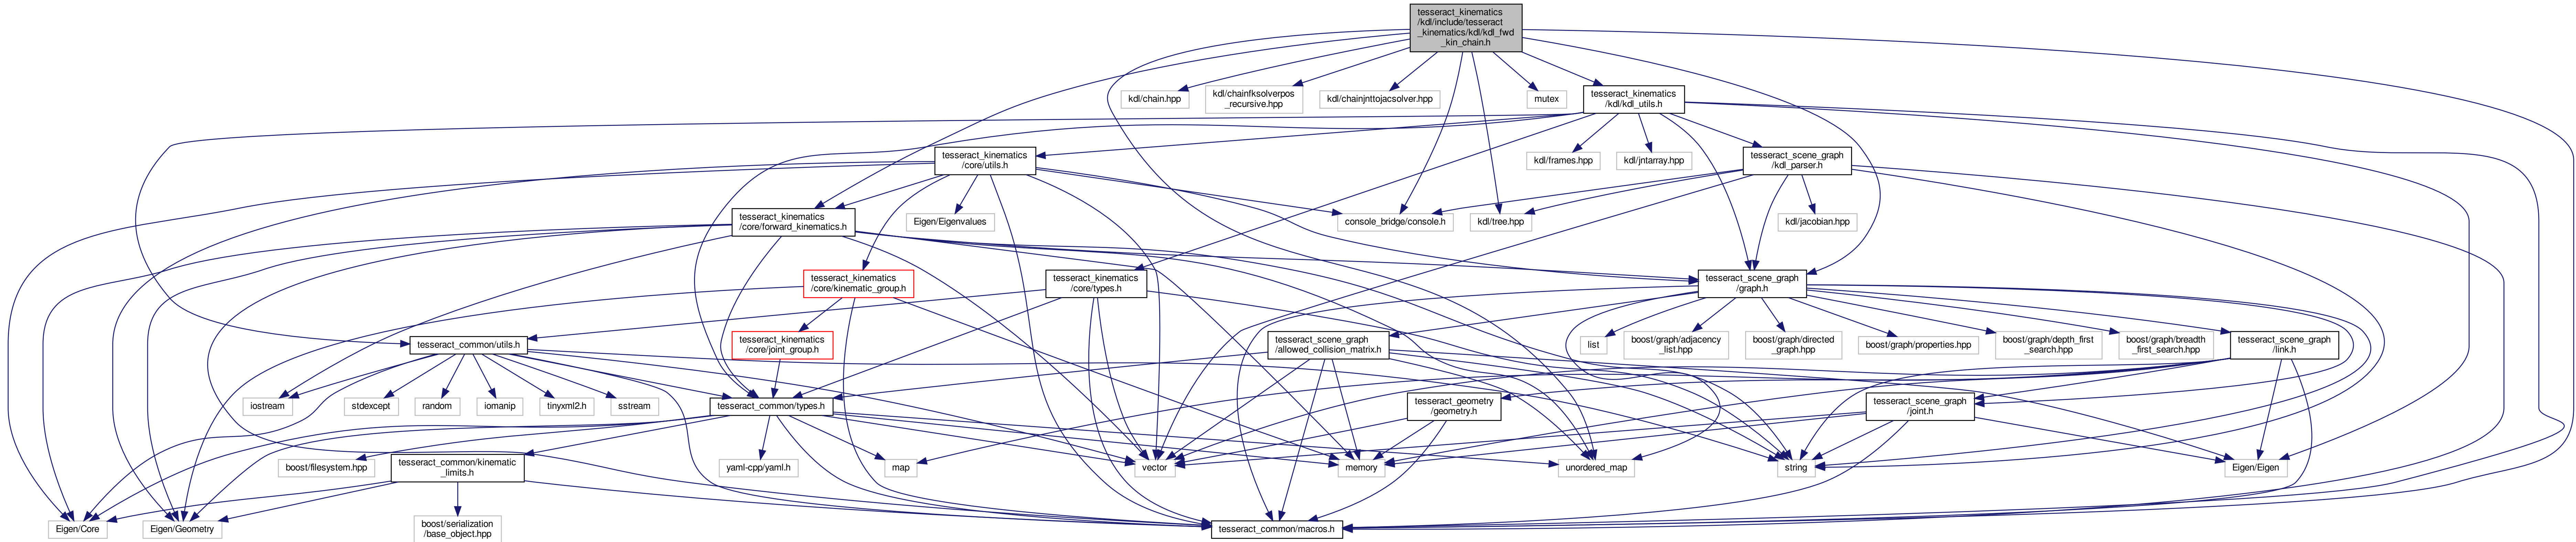 tesseract_kinematics
/kdl/include/tesseract
_kinematics/kdl/kdl_fwd
_kin_chain.h
kdl/chain.hpp
kdl/chainfksolverpos
_recursive.hpp
kdl/chainjnttojacsolver.hpp
mutex
tesseract_kinematics
/kdl/kdl_utils.h
tesseract_kinematics
/core/utils.h
kdl/frames.hpp
kdl/jntarray.hpp
tesseract_scene_graph
/kdl_parser.h
tesseract_kinematics
/core/forward_kinematics.h
Eigen/Eigenvalues
console_bridge/console.h
kdl/tree.hpp
kdl/jacobian.hpp
tesseract_kinematics
/core/kinematic_group.h
tesseract_kinematics
/core/types.h
tesseract_scene_graph
/graph.h
tesseract_common/utils.h
tesseract_kinematics
/core/joint_group.h
tesseract_scene_graph
/allowed_collision_matrix.h
list
boost/graph/adjacency
_list.hpp
boost/graph/directed
_graph.hpp
boost/graph/properties.hpp
boost/graph/depth_first
_search.hpp
boost/graph/breadth
_first_search.hpp
tesseract_scene_graph
/link.h
iostream
stdexcept
random
iomanip
tinyxml2.h
sstream
tesseract_common/types.h
tesseract_geometry
/geometry.h
tesseract_scene_graph
/joint.h
boost/filesystem.hpp
tesseract_common/kinematic
_limits.h
yaml-cpp/yaml.h
map
vector
memory
unordered_map
string
Eigen/Eigen
Eigen/Core
Eigen/Geometry
boost/serialization
/base_object.hpp
tesseract_common/macros.h